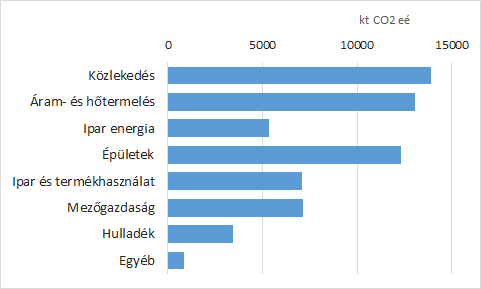 kt CO2 eé
0 5000 10000 15000
Közlekedés
Áram- és hőtermelés
Ipar energia
Épületek
Ipar és termékhasználat
Mezőgazdaság
Hulladék
Egyéb